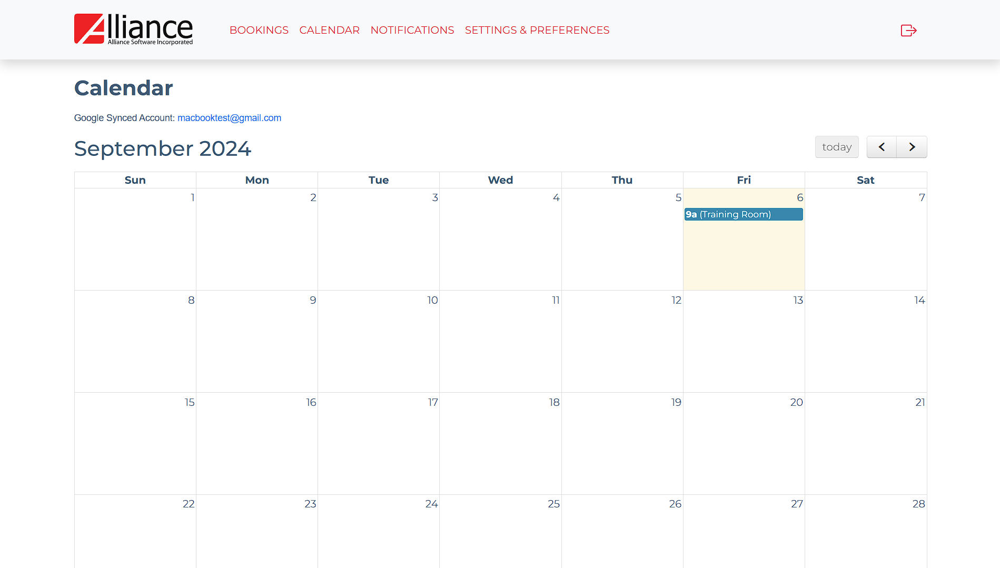 Alliance
Alliance Software Incorporated
BOOKINGS CALENDAR NOTIFICATIONS SETTINGS & PREFERENCES
Calendar
Google Synced Account: macbooktest@gmail.com
September 2024
today
Sun Mon Tue Wed Thu Fri Sat
1 2 3 4 5 6 7
9a (Training Room)
8 9 10 11 12 13 14
15 16 17 18 19 20 21
22 23 24 25 26 27 28